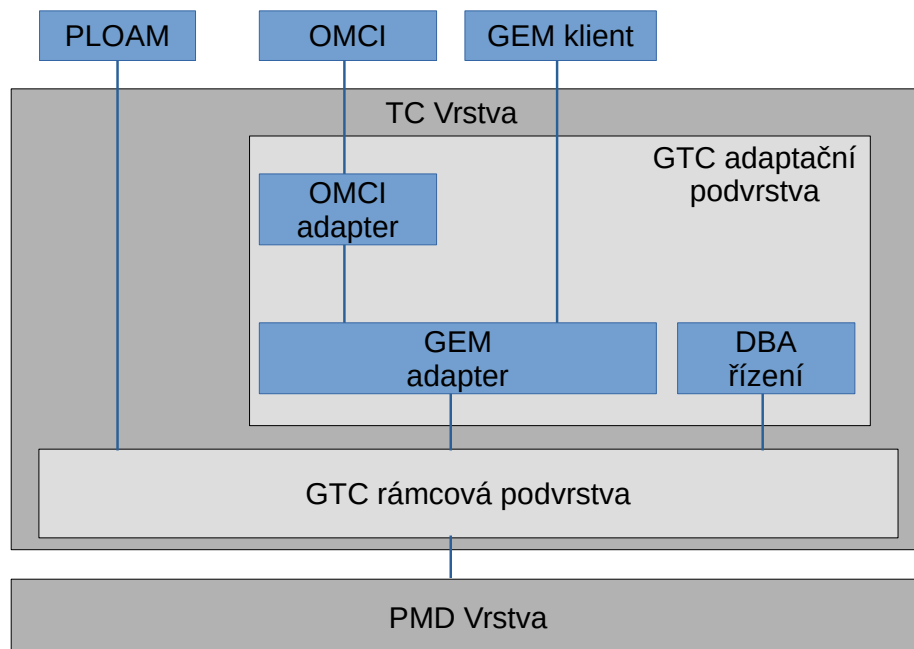 PLOAM
OMCI
GEM klient
TC Vrstva
GTC adaptační
podvrstva
OMCI
adapter
GEM
adapter
DBA
řízení
GTC rámcová podvrstva
PMD Vrstva